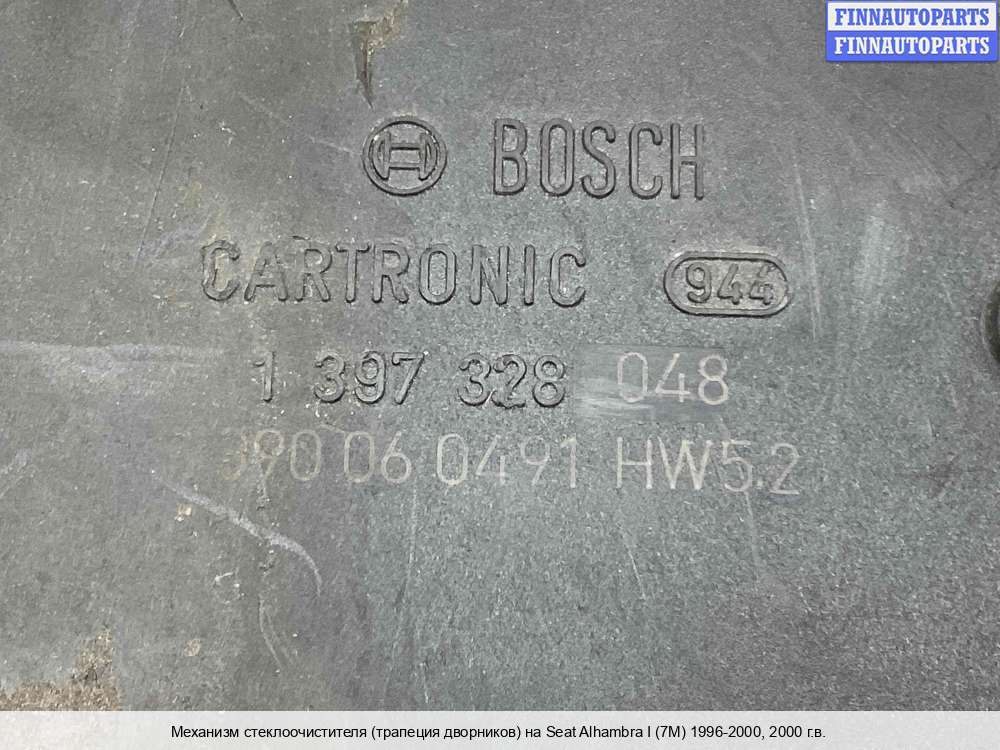 FINNAUTOPARTS
FINNAUTOPARTS
BOSCH
CARTRONIC 944
1 397 328 048
390 06 0491 HW5.2
Механизм стеклоочистителя (трапеция дворников) на Seat Alhambra I (7M) 1996-2000, 2000 г.в.